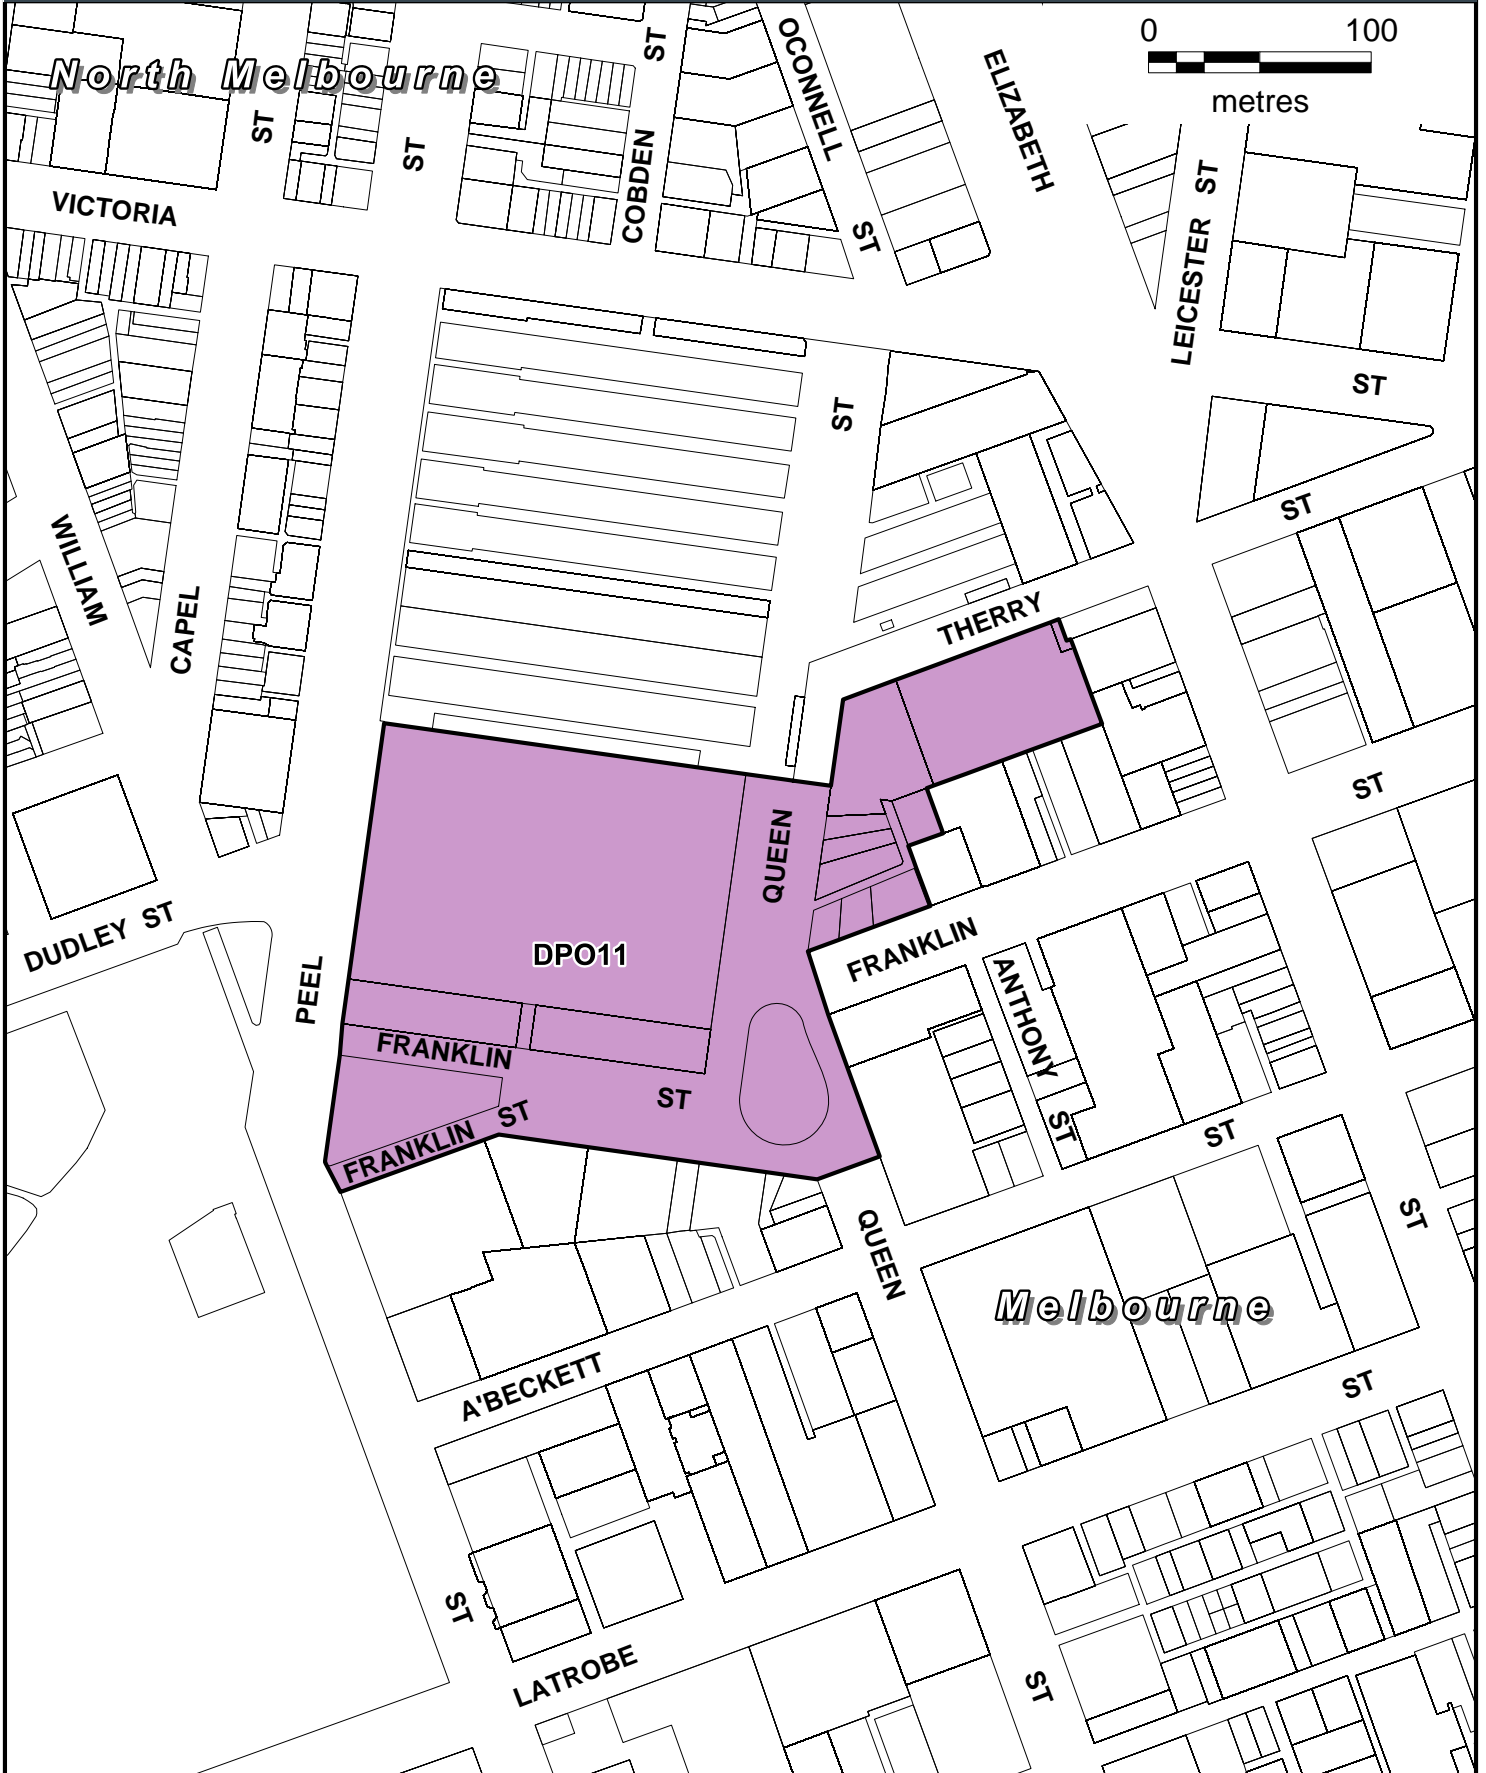 0 100
metres
North Melbourne
ST
ST
ST
COBDEN
OCONNELL
ST
ELIZABETH
LEICESTER ST
VICTORIA
ST
ST
ST
WILLIAM
CAPEL
THERRY
ST
QUEEN
DUDLEY ST
PEEL
DPO11
FRANKLIN
ANTHONY
ST
FRANKLIN
ST
FRANKLIN ST
ST
ST
QUEEN
Melbourne
A'BECKETT
ST
ST
LATROBE
ST